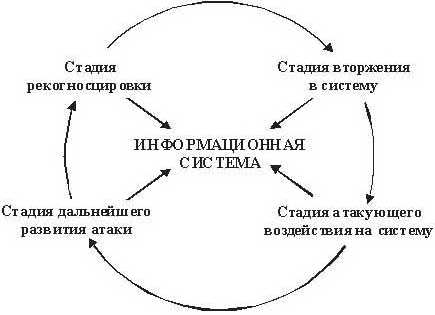 Стадия
рекогносцировки
Стадия вторжения
в систему
ИНФОРМАЦИОННАЯ
СИСТЕМА
Стадия дальнейшего
развития атаки
Стадия атакующего
воздействия на систему